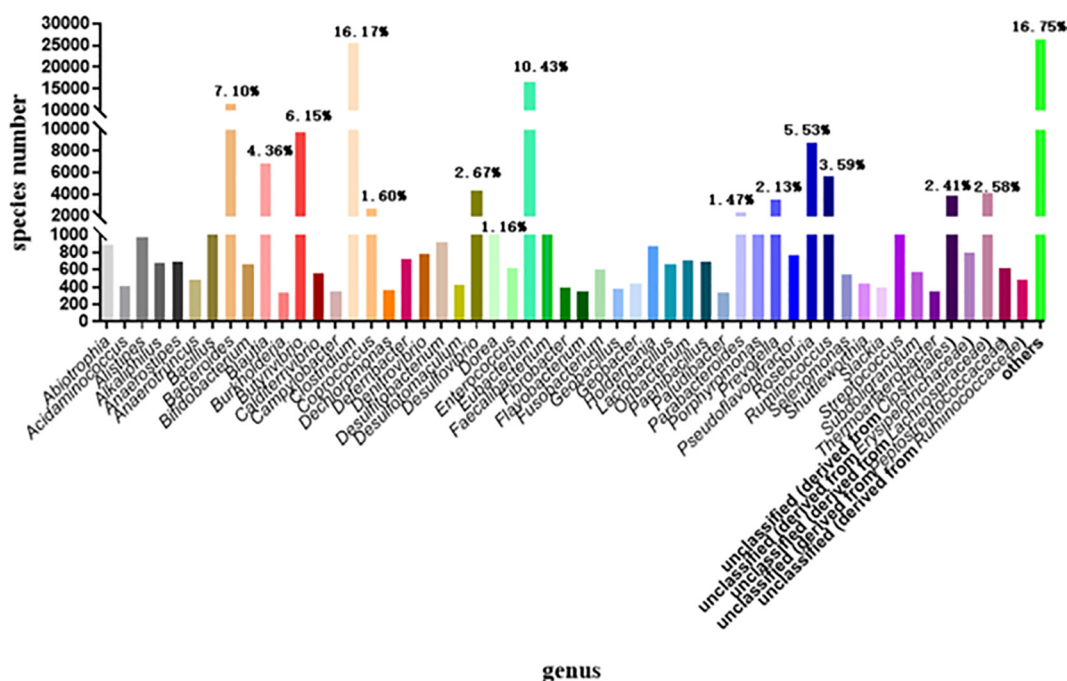 30000
25000
20000
15000
10000
10000
8000
6000
4000
2000
1000
800
600
400
200
0
species number
7.10%
4.36%
6.15%
16.17%
1.60%
2.67%
1.16%
10.43%
1.47%
2.13%
5.53%
3.59%
2.41%
2.58%
16.75%
Abiotrophia
Acidaminococcus
Alistipes
Alkaliphilus
Anaerostipes
Anaerotruncus
Bacillus
Bacteroides
Bifidobacterium
Blautia
Burkholderia
Butyrivibrio
Campylobacter
Clostridium
Coprococcus
Dechloromonas
Deferribacter
Denitrovibrio
Desulfitobacterium
Desulfotomaculum
Desulfovibrio
Dorea
Enterococcus
Eubacterium
Faecalibacterium
Fibrobacter
Flavobacterium
Fusobacterium
Geobacillus
Geobacter
Holdemania
Lactobacillus
Oribacterium
Paenibacillus
Paludibacter
Parabacteroides
Porphyromonas
Prevotella
Pseudoflavonifractor
Roseburia
Ruminococcus
Selenomonas
Shuttleworthia
Slackia
Streptococcus
Subdoligranulum
Thermoanaerobacter
unclassified (derived from Clostridiales)
unclassified (derived from Erysipelotrichaceae)
unclassified (derived from Lachnospiraceae)
unclassified (derived from Peptostreptococcaceae)
unclassified (derived from Ruminococcaceae)
others
genus